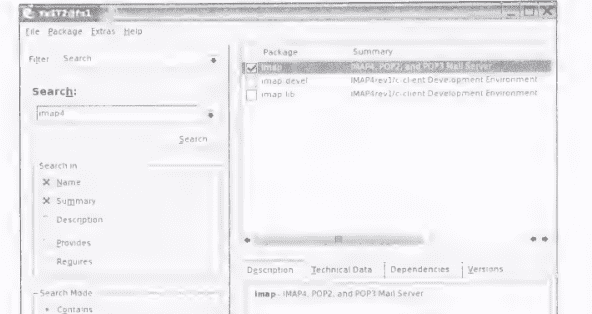 YaST2@fs1
File Package Extras Help
Filter Search
Search:
imap4
Search
Search in
Name
Summary
Description
Provides
Requires
Search Mode
Contains
Package Summary
imap IMAP4, POP2, and POP3 Mail Server
imap-devel IMAP4rev1/c-client Development Environment
imap-lib IMAP4rev1/c-client Development Environment
Description Technical Data Dependencies Versions
imap - IMAP4, POP2, and POP3 Mail Server